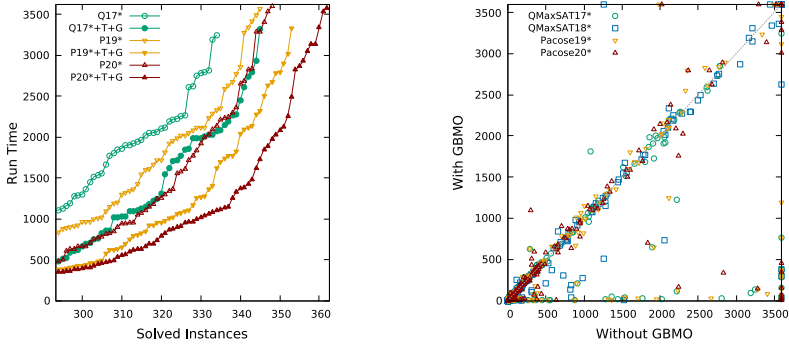 Q17*
Q17*+T+G
P19*
P19*+T+G
P20*
P20*+T+G
3500
3000
2500
2000
1500
1000
500
0
Run Time
300 310 320 330 340 350 360
Solved Instances
QMaxSAT17*
QMaxSAT18*
Pacose19*
Pacose20*
3500
3000
2500
2000
1500
1000
500
0
With GBMO
0 500 1000 1500 2000 2500 3000 3500
Without GBMO